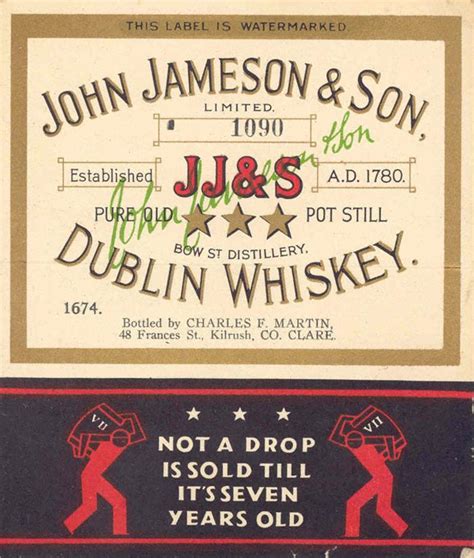 THIS LABEL IS WATERMARKED.
JOHN JAMESON & SON,
LIMITED.
1090
Established JJ&S A.D. 1780.
John Jameson & Son
PURE OLD POT STILL
BOW ST DISTILLERY.
DUBLIN WHISKEY.
1674.
Bottled by CHARLES F. MARTIN,
48 Frances St., Kilrush, CO. CLARE.
VII VII
NOT A DROP
IS SOLD TILL
IT'S SEVEN
YEARS OLD